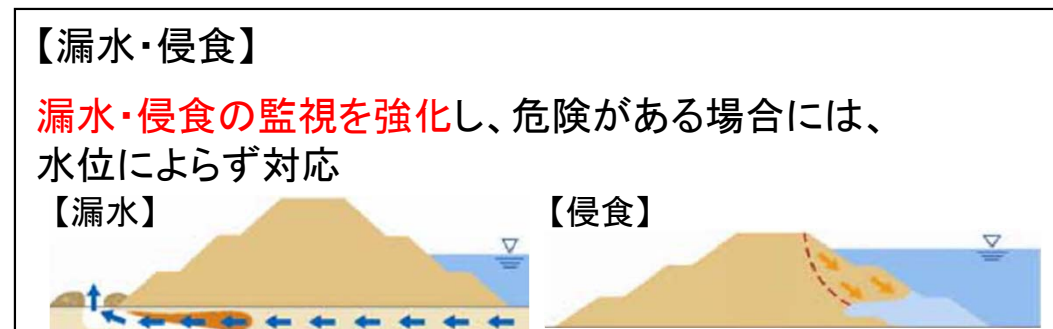 【漏水・侵食】
漏水・侵食の監視を強化し、危険がある場合には、
水位によらず対応
【漏水】
【侵食】